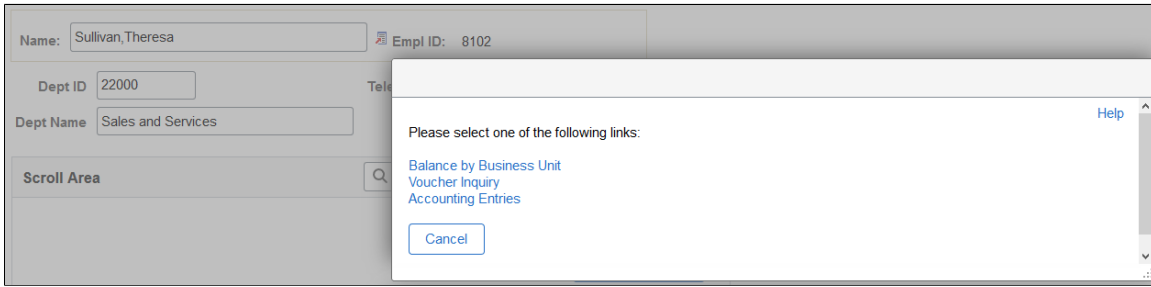 Name: Sullivan,Theresa Empl ID: 8102
Dept ID 22000 Tele
Dept Name Sales and Services
Scroll Area
Help
Please select one of the following links:
Balance by Business Unit
Voucher Inquiry
Accounting Entries
Cancel